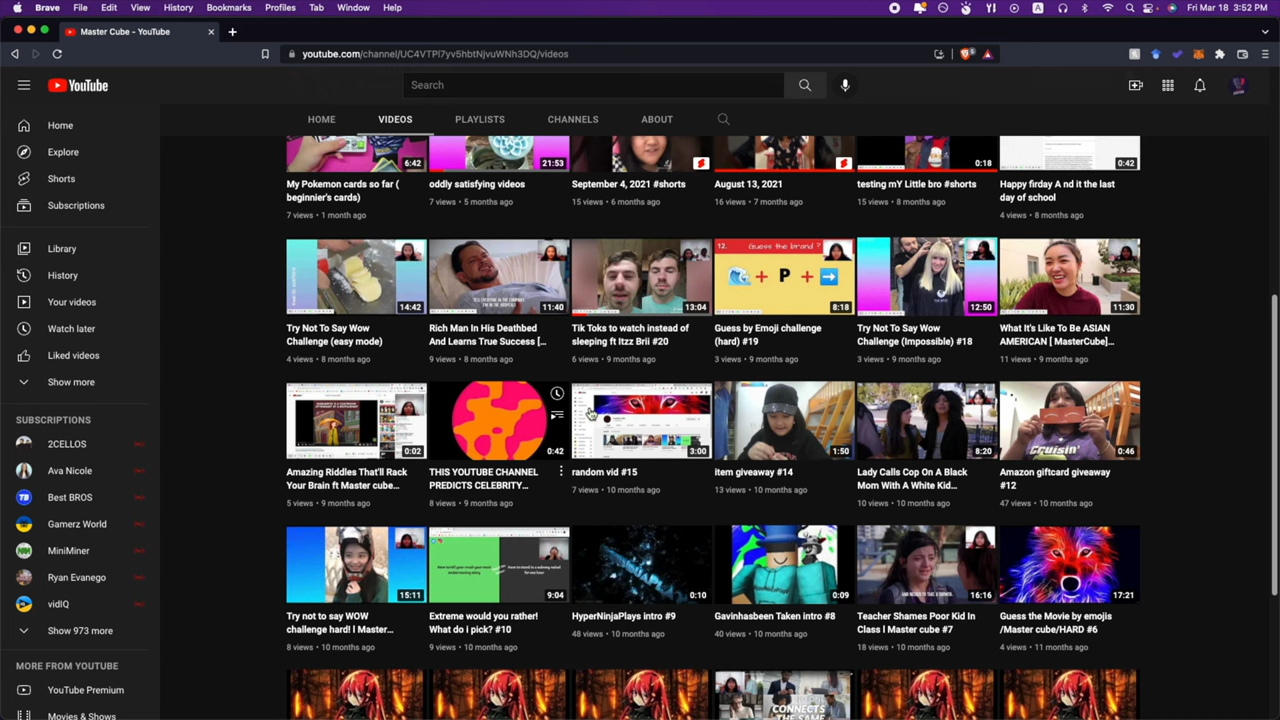 Brave File Edit View History Bookmarks Profiles Tab Window Help
A
Fri Mar 18 3:52 PM
Master Cube - YouTube
youtube.com/channel/UC4VTPl7yv5hbtNjvuWNh3DQ/videos
YouTube
Search
HOME VIDEOS PLAYLISTS CHANNELS ABOUT
Home
Explore
Shorts
Subscriptions
Library
History
Your videos
Watch later
Liked videos
Show more
SUBSCRIPTIONS
2CELLOS
Ava Nicole
Best BROS
Gamerz World
MiniMiner
Ryan Evanego
vidIQ
Show 973 more
MORE FROM YOUTUBE
YouTube Premium
Movies & Shows
6:42
My Pokemon cards so far (
beginnier's cards)
7 views • 1 month ago
21:53
oddly satisfying videos
7 views • 5 months ago
September 4, 2021 #shorts
15 views • 6 months ago
August 13, 2021
16 views • 7 months ago
0:18
testing mY Little bro #shorts
15 views • 8 months ago
0:42
Happy firday A nd it the last
day of school
4 views • 8 months ago
14:42
Try Not To Say Wow
Challenge (easy mode)
4 views • 8 months ago
11:40
Rich Man In His Deathbed
And Learns True Success [...
9 views • 8 months ago
13:04
Tik Toks to watch instead of
sleeping ft Itzz Brii #20
6 views • 9 months ago
12. Guess the brand ?
+ P +
8:18
Guess by Emoji challenge
(hard) #19
3 views • 9 months ago
12:50
Try Not To Say Wow
Challenge (Impossible) #18
3 views • 9 months ago
11:30
What It's Like To Be ASIAN
AMERICAN [ MasterCube]...
11 views • 9 months ago
0:02
Amazing Riddles That'll Rack
Your Brain ft Master cube...
5 views • 9 months ago
0:42
THIS YOUTUBE CHANNEL
PREDICTS CELEBRITY...
8 views • 9 months ago
3:00
random vid #15
7 views • 10 months ago
1:50
item giveaway #14
13 views • 10 months ago
8:20
Lady Calls Cop On A Black
Mom With A White Kid...
10 views • 10 months ago
CRUISIN'
0:46
Amazon giftcard giveaway
#12
47 views • 10 months ago
15:11
Try not to say WOW
challenge hard! l Master...
8 views • 10 months ago
9:04
Extreme would you rather!
What do i pick? #10
9 views • 10 months ago
0:10
HyperNinjaPlays intro #9
48 views • 10 months ago
0:09
Gavinhasbeen Taken intro #8
40 views • 10 months ago
16:16
Teacher Shames Poor Kid In
Class l Master cube #7
18 views • 10 months ago
17:21
Guess the Movie by emojis
/Master cube/HARD #6
4 views • 11 months ago
CONNECTS
THE SAME